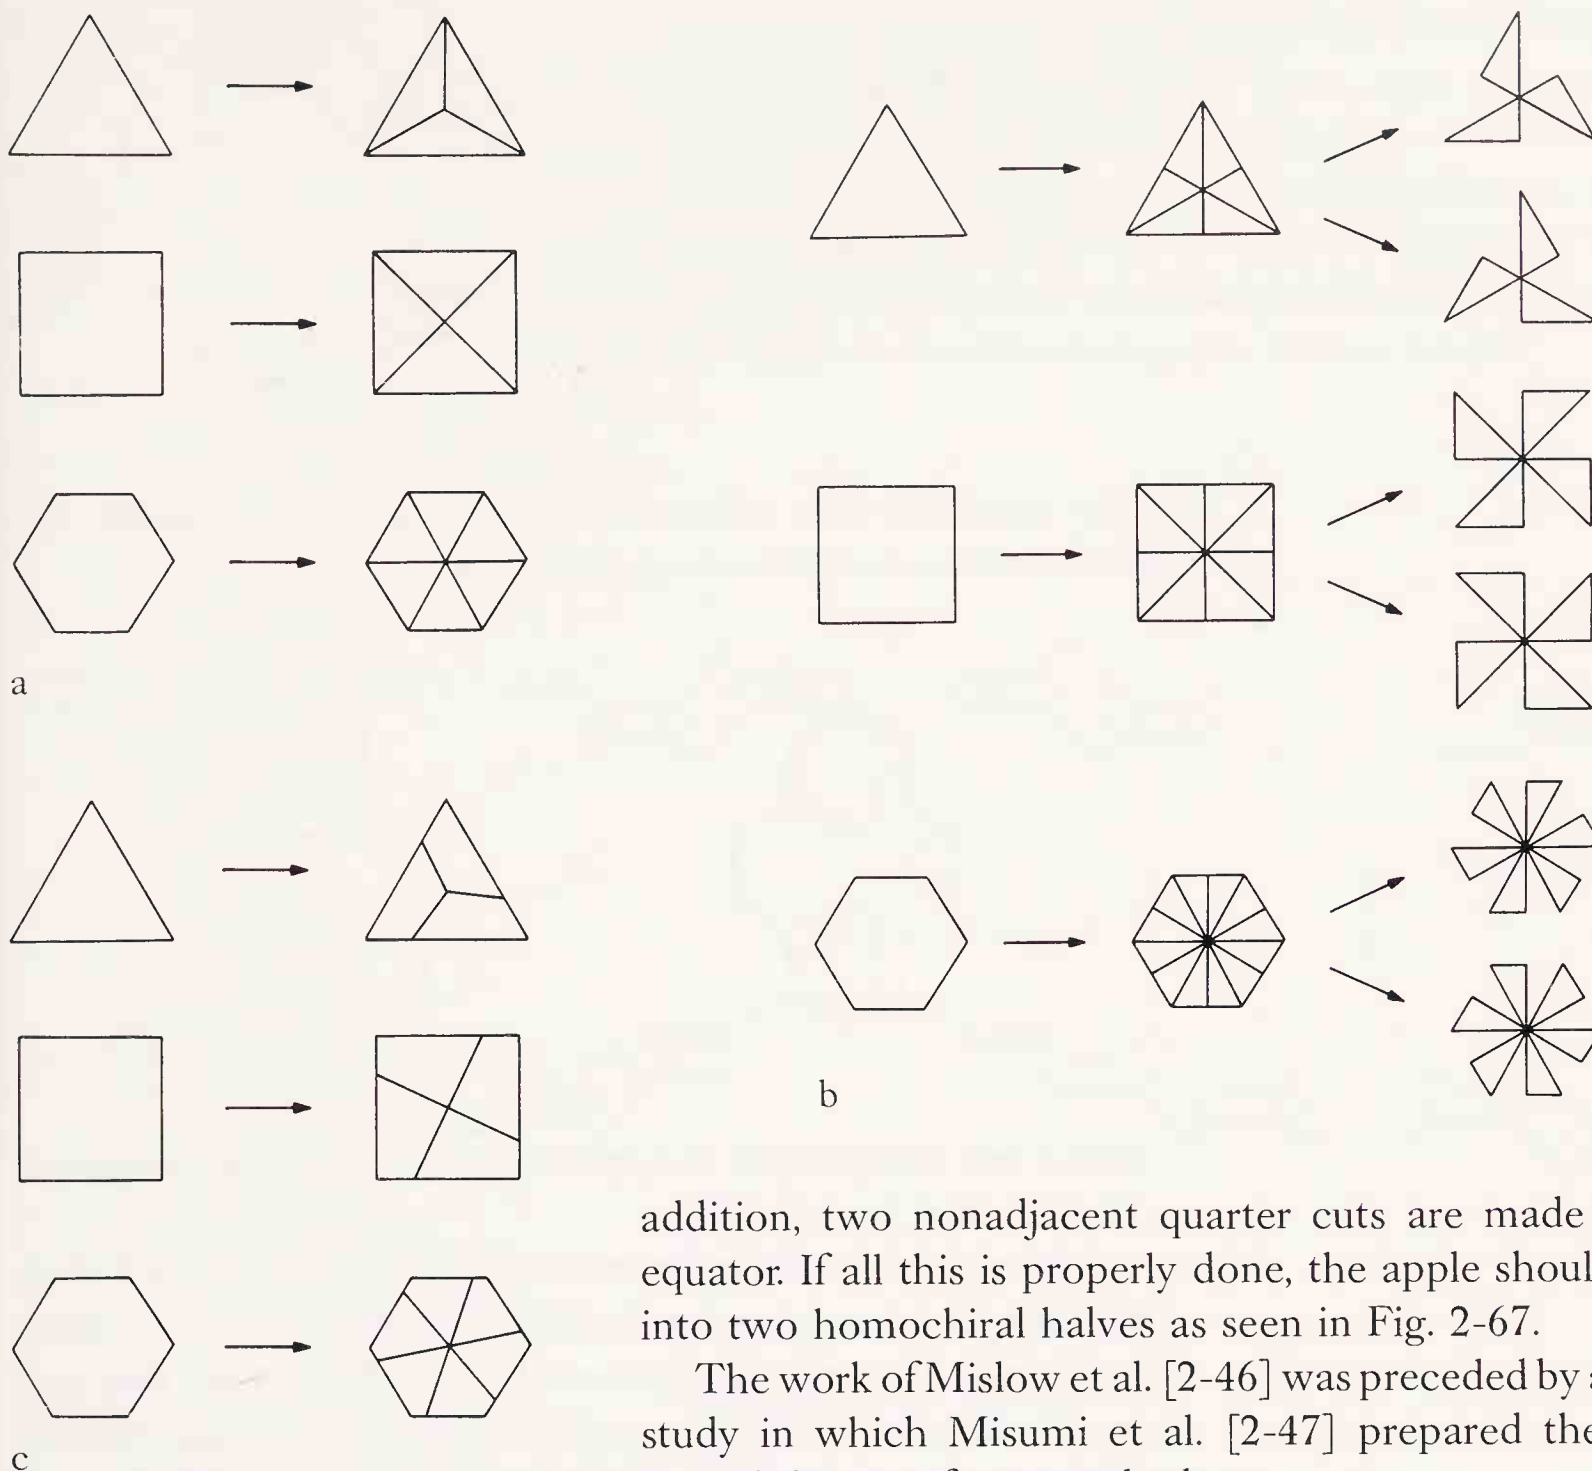 a
b
c
addition, two nonadjacent quarter cuts are made
equator. If all this is properly done, the apple shoul
into two homochiral halves as seen in Fig. 2-67.
The work of Mislow et al. [2-46] was preceded by a
study in which Misumi et al. [2-47] prepared the